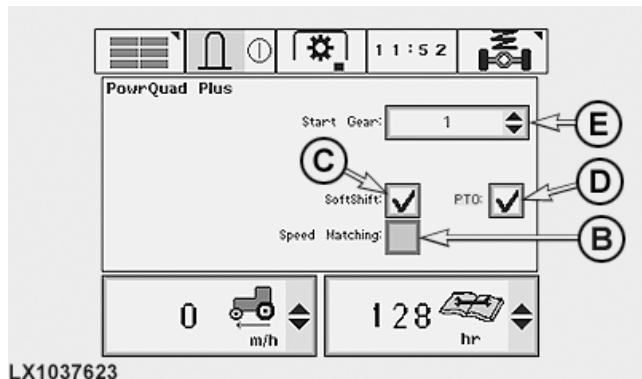 11:52
PowrQuad Plus
Start Gear: 1
E
C
D
SoftShift: PTO:
Speed Matching:
B
0 m/h
128 hr
LX1037623